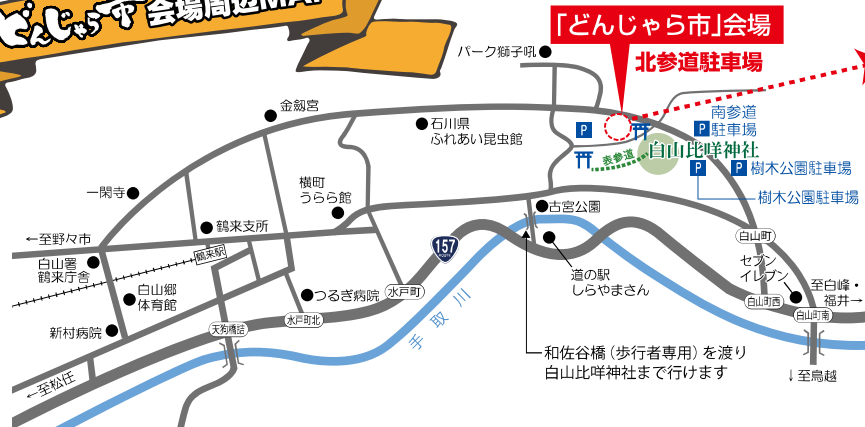 どんじゃら市 会場周辺MAP
「どんじゃら市」会場
北参道駐車場
パーク獅子吼
金劔宮
石川県
ふれあい昆虫館
P
南参道
P 駐車場
白山比咩神社
表参道
P
P 樹木公園駐車場
樹木公園駐車場
一閑寺
横町
うらら館
鶴来支所
古宮公園
←至野々市
鶴来駅
白山署
鶴来庁舎
157
ROUTE
白山町
セブン
イレブン
道の駅
しらやまさん
白山郷
体育館
つるぎ病院
水戸町
至白峰・
福井→
白山町西
白山町南
新村病院
天狗橋詰
水戸町北
手取川
和佐谷橋（歩行者専用）を渡り
白山比咩神社まで行けます
←至松任
↓至鳥越